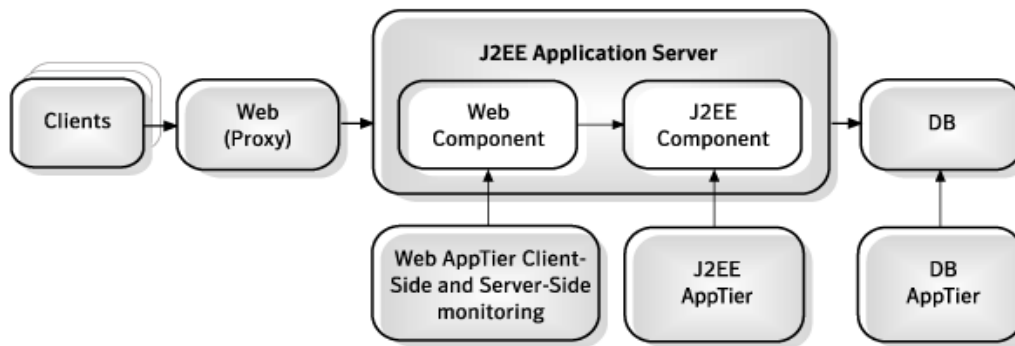 J2EE Application Server
Clients
Web
(Proxy)
Web
Component
J2EE
Component
DB
Web AppTier Client-
Side and Server-Side
monitoring
J2EE
AppTier
DB
AppTier